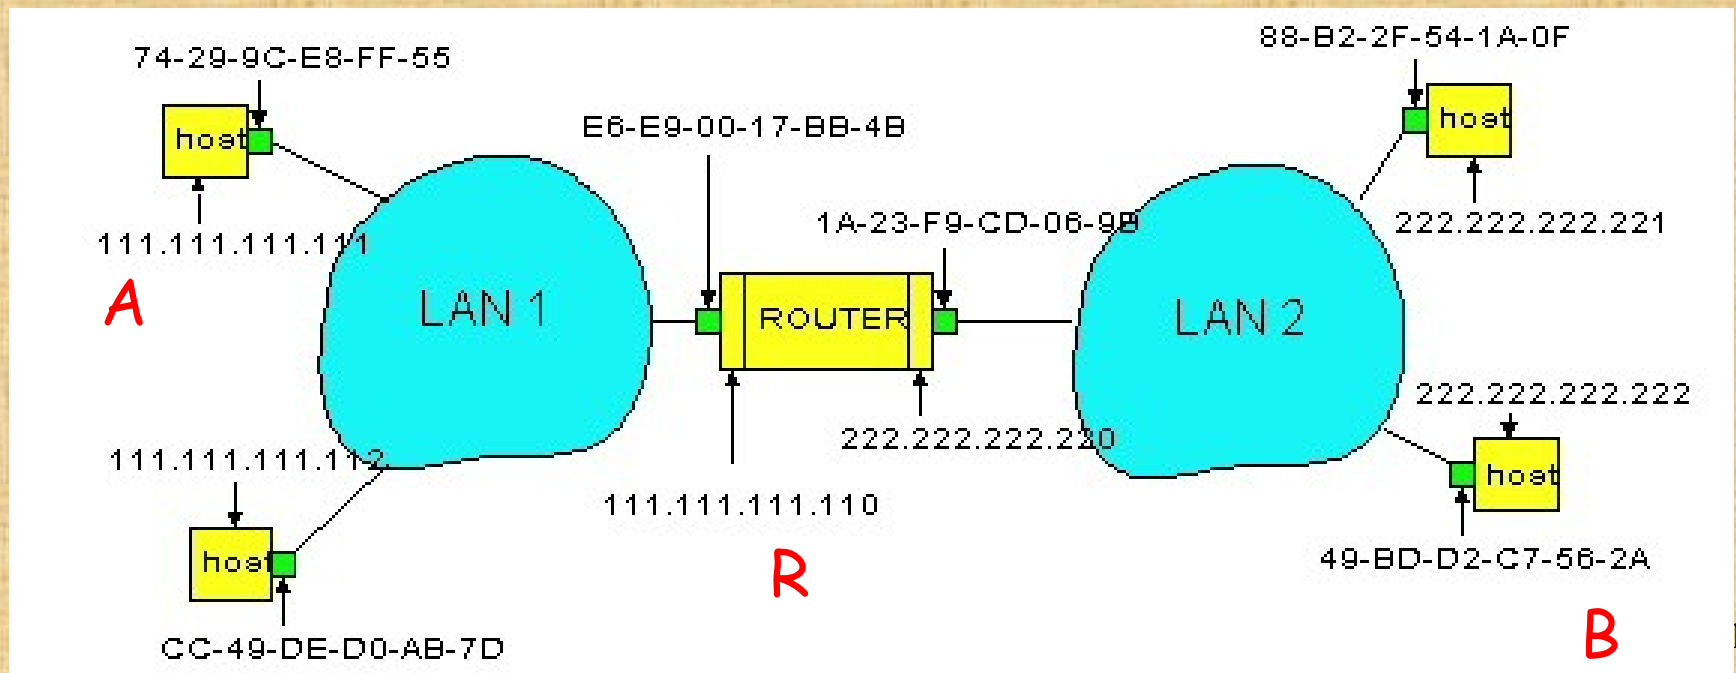 88-B2-2F-54-1A-0F
74-29-9C-E8-FF-55
host
host
E6-E9-00-17-BB-4B
1A-23-F9-CD-06-9B
222.222.222.221
111.111.111.111
A
LAN 1
ROUTER
LAN 2
222.222.222.222
222.222.222.220
111.111.111.112
host
111.111.111.110
host
49-BD-D2-C7-56-2A
R
CC-49-DE-D0-AB-7D
B